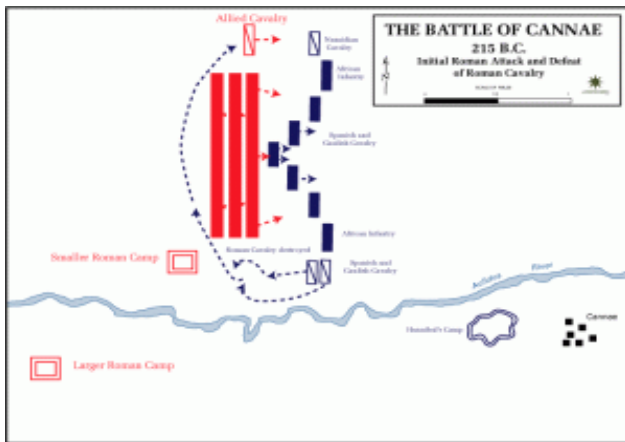 Allied Cavalry
THE BATTLE OF CANNAE
215 B.C.
Initial Roman Attack and Defeat
of Roman Cavalry
Numidian
Cavalry
African
Infantry
Spanish and
Gaulish Cavalry
African Infantry
Roman Cavalry destroyed
Spanish and
Gaulish Cavalry
Smaller Roman Camp
Aufidus River
Hannibal's Camp
Cannae
Larger Roman Camp